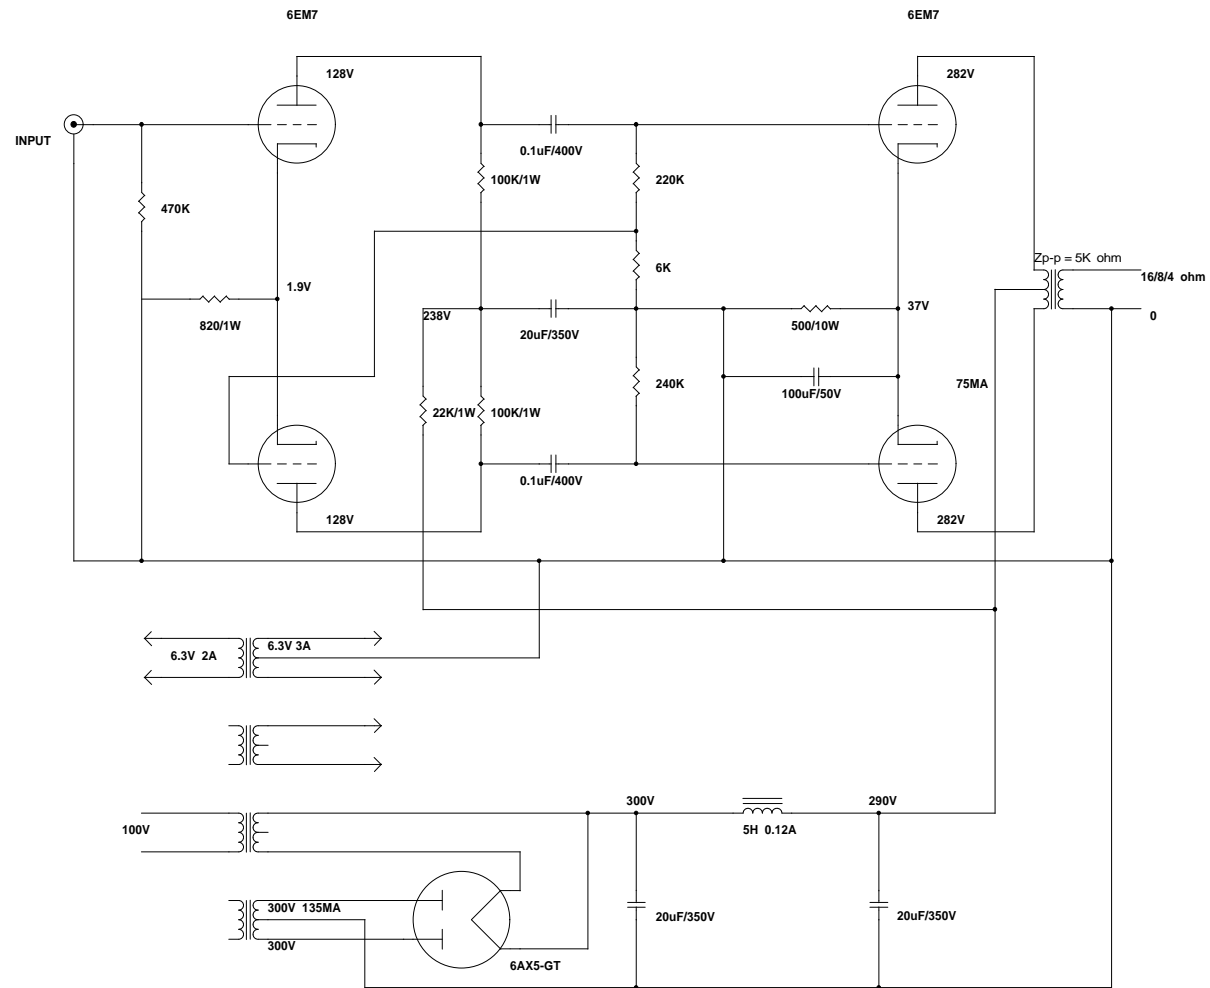 6EM7
6EM7
128V
282V
INPUT
0.1uF/400V
100K/1W
220K
470K
Zp-p = 5K ohm
6K
16/8/4 ohm
1.9V
238V
37V
0
820/1W
20uF/350V
500/10W
240K
75MA
100uF/50V
22K/1W
100K/1W
0.1uF/400V
128V
282V
6.3V 2A
6.3V 3A
300V
290V
100V
5H 0.12A
300V 135MA
20uF/350V
20uF/350V
300V
6AX5-GT